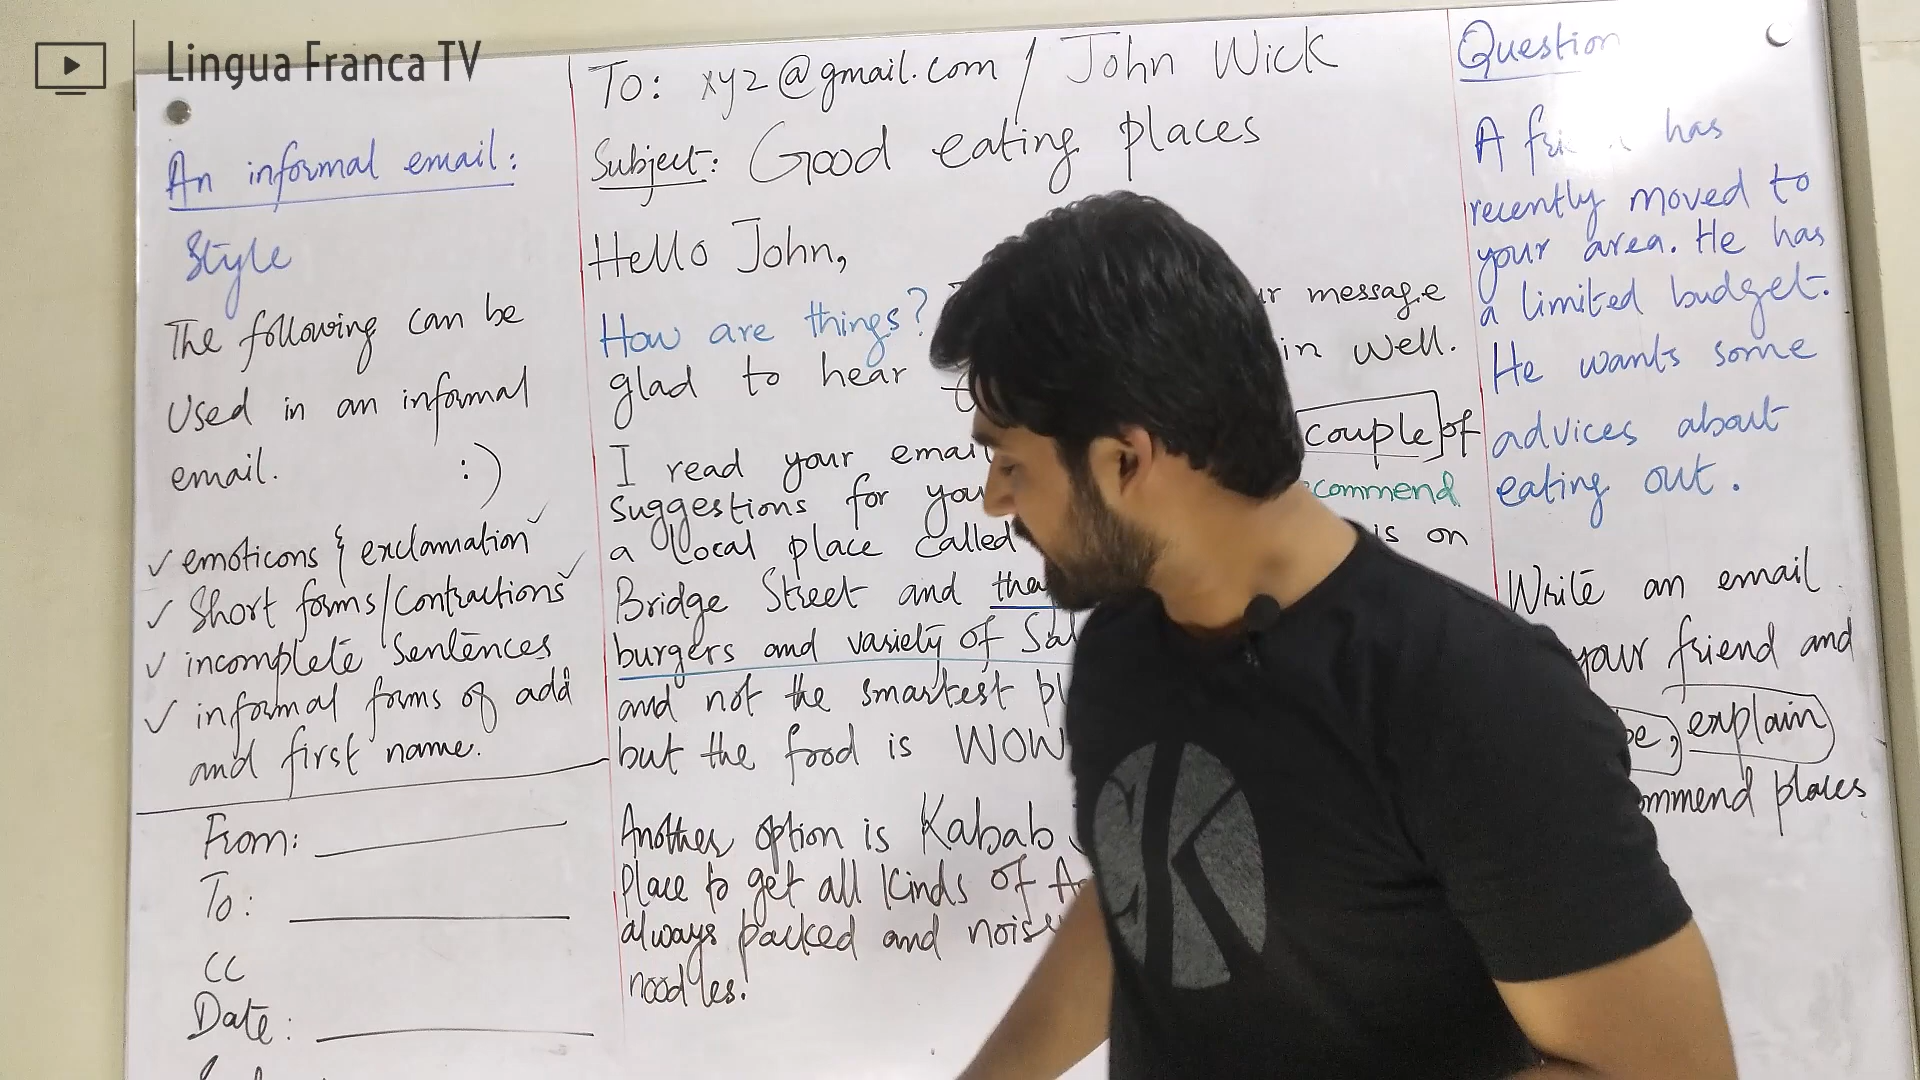 Lingua Franca TV
An informal email:
Style
The following can be
Used in an informal
email. :)
✓ emoticons & exclamation ✓
✓ Short forms/Contractions ✓
✓ incomplete Sentences
✓ informal forms of add
and first name.
From:
To:
CC
Date:
To: xyz@gmail.com / John Wick
Subject: Good eating places
Hello John,
How are things? ur message
glad to hear in well.
I read your email couple of
suggestions for you commend
a local place called is on
Bridge Street and tha
burgers and variety of Sal
and not the smartest pl
but the food is WOW
Another option is Kabab
Place to get all kinds of A
always packed and noisy
noodles.
Question
A fri has
recently moved to
your area. He has
a limited budget.
He wants some
advices about
eating out.
Write an email
your friend and
be, explain
ommend places
K